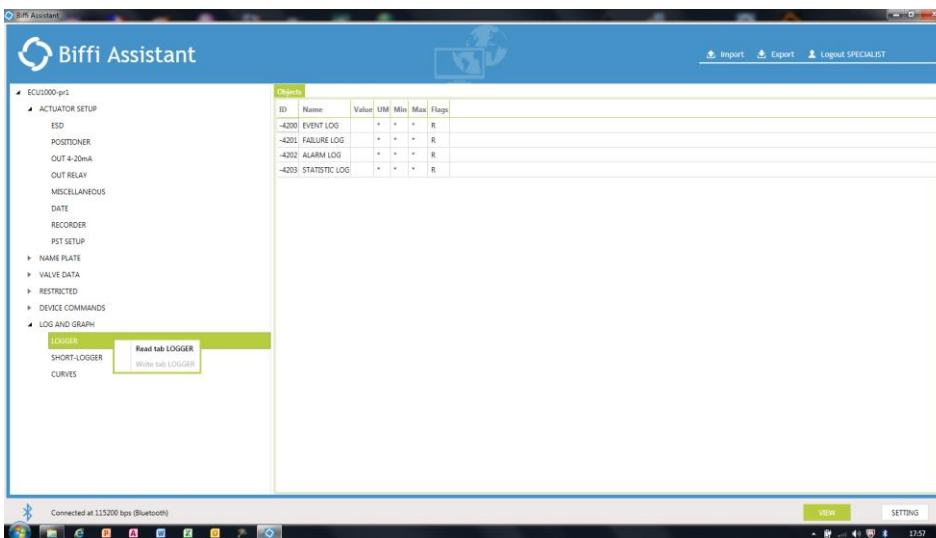 Biffi Assistant
Biffi Assistant
Import Export Logout SPECIALIST
ECU1000-pr1
ACTUATOR SETUP
ESD
POSITIONER
OUT 4-20mA
OUT RELAY
MISCELLANEOUS
DATE
RECORDER
PST SETUP
NAME PLATE
VALVE DATA
RESTRICTED
DEVICE COMMANDS
LOG AND GRAPH
LOGGER
SHORT-LOGGER
CURVES
Read tab LOGGER
Write tab LOGGER
Objects
ID Name Value UM Min Max Flags
-4200 EVENT LOG * * * R
-4201 FAILURE LOG * * * R
-4202 ALARM LOG * * * R
-4203 STATISTIC LOG * * * R
Connected at 115200 bps (Bluetooth)
VIEW SETTING
17:57